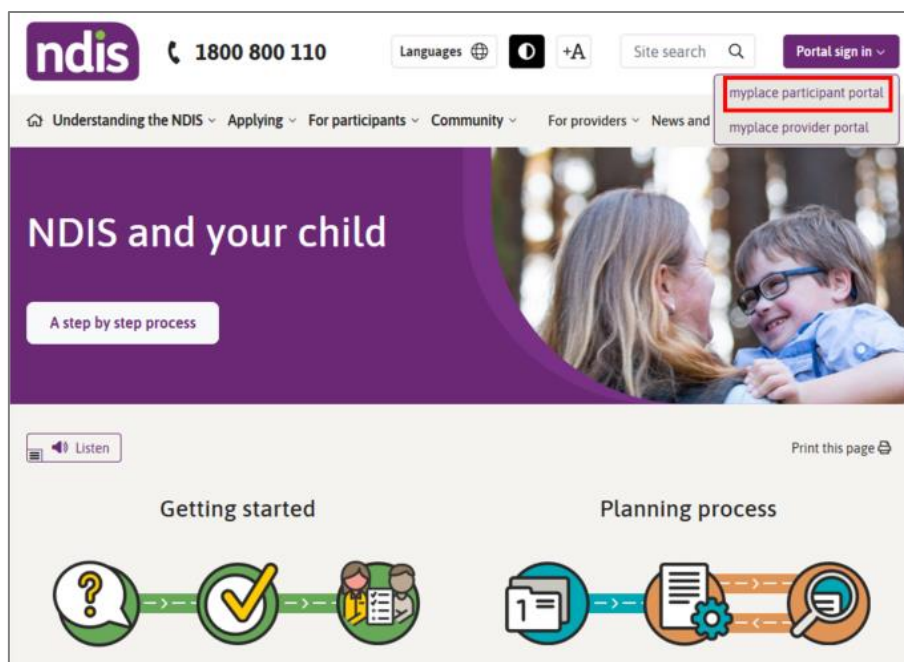 ndis
1800 800 110
Languages
+A
Site search
Portal sign in
myplace participant portal
myplace provider portal
Understanding the NDIS Applying For participants Community For providers News and
NDIS and your child
A step by step process
Listen
Print this page
Getting started
Planning process
?
1